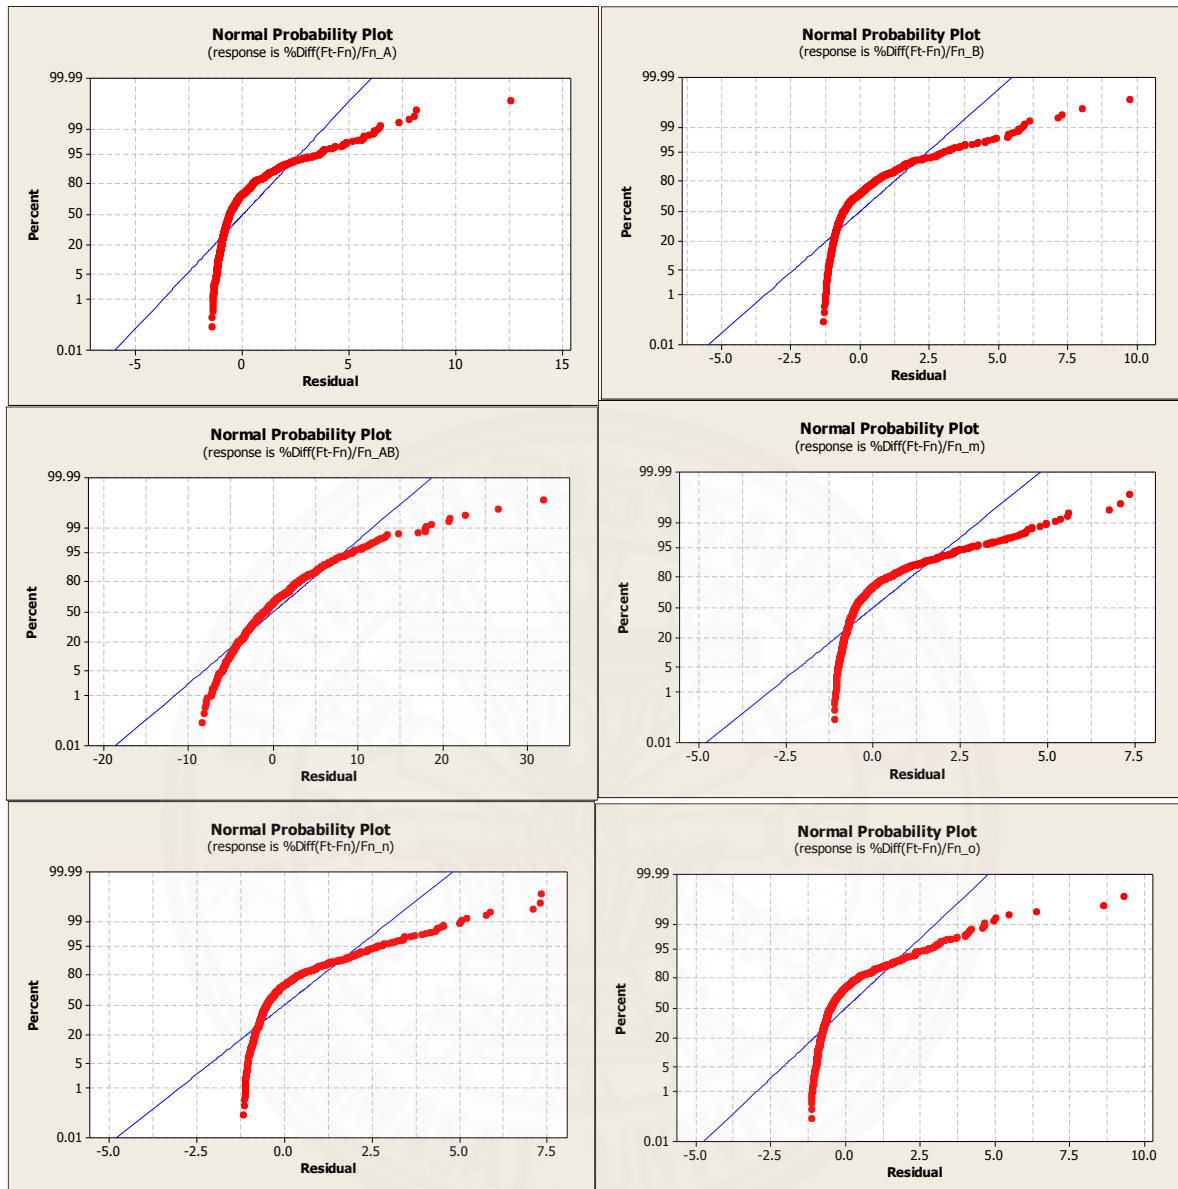 Normal Probability Plot
(response is %Diff(Ft-Fn)/Fn_A)
99.99
99
95
80
50
20
5
1
0.01
Percent
-5 0 5 10 15
Residual
Normal Probability Plot
(response is %Diff(Ft-Fn)/Fn_B)
99.99
99
95
80
50
20
5
1
0.01
Percent
-5.0 -2.5 0.0 2.5 5.0 7.5 10.0
Residual
Normal Probability Plot
(response is %Diff(Ft-Fn)/Fn_AB)
99.99
99
95
80
50
20
5
1
0.01
Percent
-20 -10 0 10 20 30
Residual
Normal Probability Plot
(response is %Diff(Ft-Fn)/Fn_m)
99.99
99
95
80
50
20
5
1
0.01
Percent
-5.0 -2.5 0.0 2.5 5.0 7.5
Residual
Normal Probability Plot
(response is %Diff(Ft-Fn)/Fn_n)
99.99
99
95
80
50
20
5
1
0.01
Percent
-5.0 -2.5 0.0 2.5 5.0 7.5
Residual
Normal Probability Plot
(response is %Diff(Ft-Fn)/Fn_o)
99.99
99
95
80
50
20
5
1
0.01
Percent
-5.0 -2.5 0.0 2.5 5.0 7.5 10.0
Residual